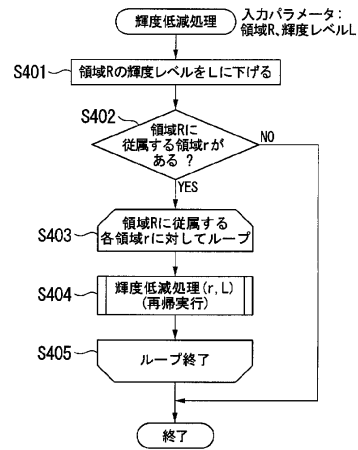 輝度低減処理
入力パラメータ:
領域R、輝度レベルL
S401
領域Rの輝度レベルをLに下げる
S402
領域Rに
従属する領域rが
ある ?
NO
YES
領域Rに従属する
各領域rに対してループ
S403
輝度低減処理(r,L)
(再帰実行)
S404
S405
ループ終了
終了